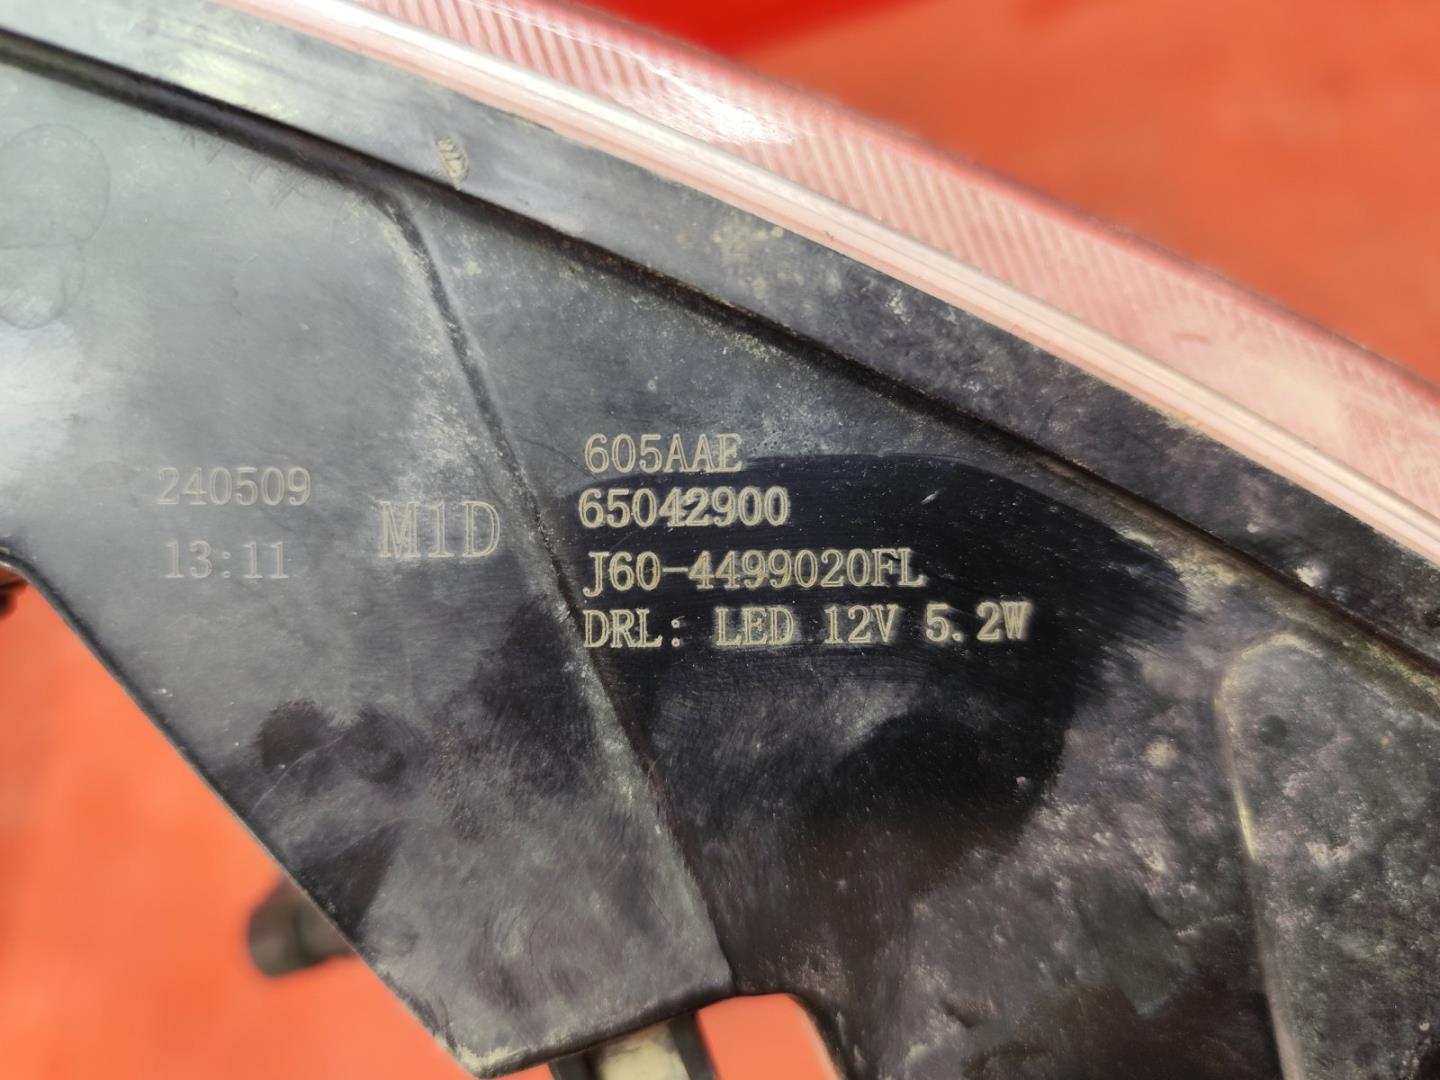 240509
13:11
M1D
605AAE
65042900
J60-4499020FL
DRL: LED 12V 5.2W